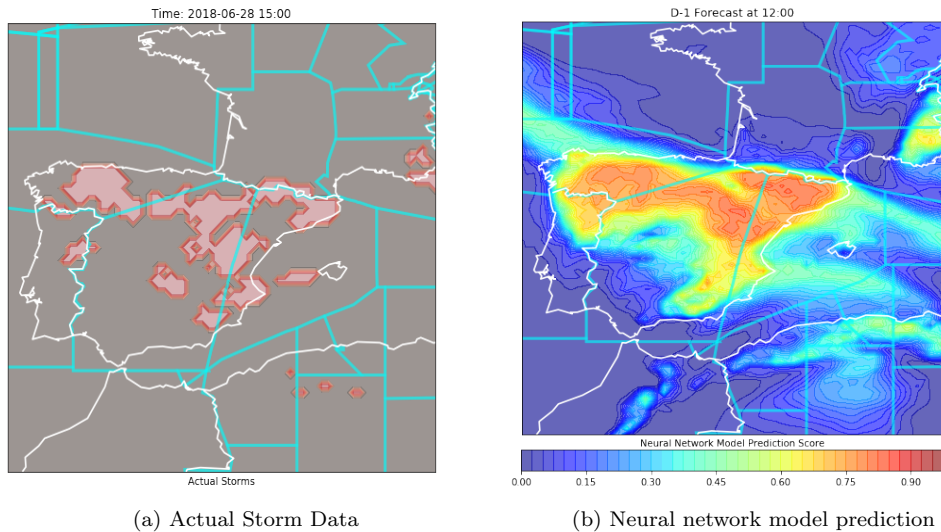 Time: 2018-06-28 15:00
Actual Storms
(a) Actual Storm Data
D-1 Forecast at 12:00
Neural Network Model Prediction Score
0.00 0.15 0.30 0.45 0.60 0.75 0.90
(b) Neural network model prediction